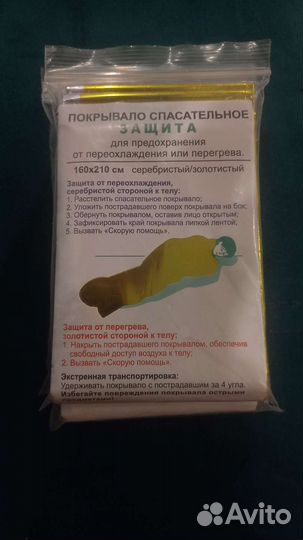 ПОКРЫВАЛО СПАСАТЕЛЬНОЕ
ЗАЩИТА
для предохранения
от переохлаждения или перегрева.
160х210 см серебристый/золотистый
Защита от переохлаждения,
серебристой стороной к телу:
1. Расстелить спасательное покрывало;
2. Уложить пострадавшего поверх покрывала на бок;
3. Обернуть покрывалом, оставив лицо открытым;
4. Зафиксировать край покрывала липкой лентой;
5. Вызвать «Скорую помощь».
Защита от перегрева,
золотистой стороной к телу:
1. Накрыть пострадавшего покрывалом, обеспечив
свободный доступ воздуха к телу;
2. Вызвать «Скорую помощь».
Экстренная транспортировка:
Удерживать покрывало с пострадавшим за 4 угла.
Избегайте повреждения покрывала острыми
Avito